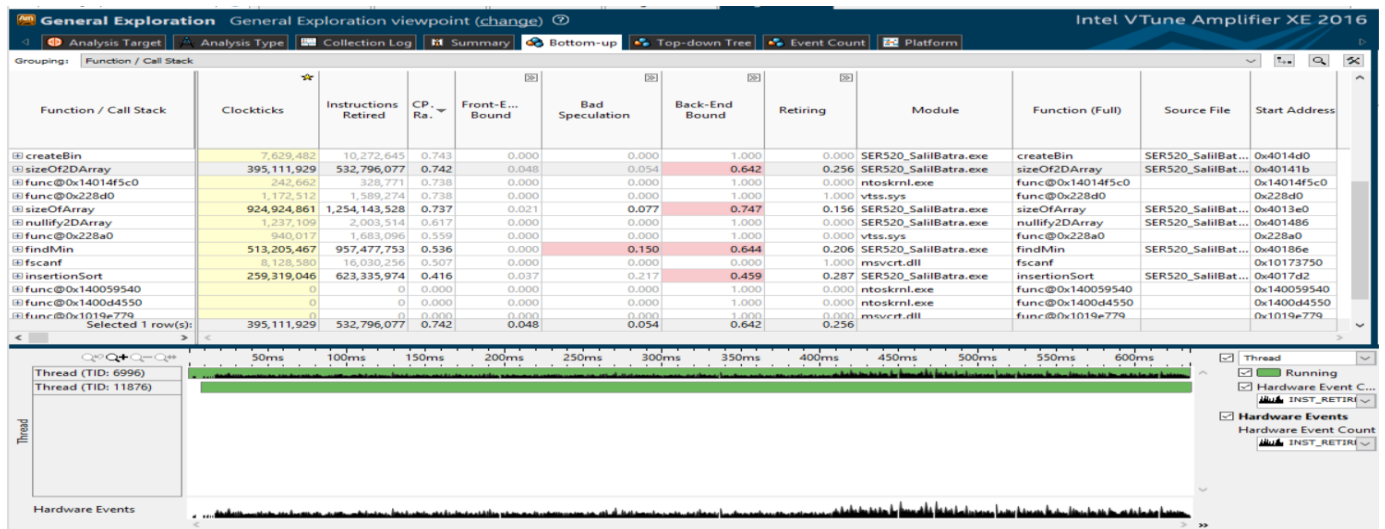 General Exploration General Exploration viewpoint (change) Intel VTune Amplifier XE 2016
Analysis Target Analysis Type Collection Log Summary Bottom-up Top-down Tree Event Count Platform
Grouping: Function / Call Stack
Function / Call Stack Clockticks Instructions Retired CP. Ra. Front-E... Bound Bad Speculation Back-End Bound Retiring Module Function (Full) Source File Start Address
createBin 7,629,482 10,272,645 0.743 0.000 0.000 1.000 0.000 SER520_SalilBatra.exe createBin SER520_SalilBat... 0x4014d0
sizeOf2DArray 395,111,929 532,796,077 0.742 0.048 0.054 0.642 0.256 SER520_SalilBatra.exe sizeOf2DArray SER520_SalilBat... 0x40141b
func@0x14014f5c0 242,662 328,771 0.738 0.000 0.000 1.000 0.000 ntoskrnl.exe func@0x14014f5c0 0x14014f5c0
func@0x228d0 1,172,512 1,589,274 0.738 0.000 0.000 1.000 1.000 vtss.sys func@0x228d0 0x228d0
sizeOfArray 924,924,861 1,254,143,528 0.737 0.021 0.077 0.747 0.156 SER520_SalilBatra.exe sizeOfArray SER520_SalilBat... 0x4013e0
nullify2DArray 1,237,109 2,003,514 0.617 0.000 0.000 1.000 0.000 SER520_SalilBatra.exe nullify2DArray SER520_SalilBat... 0x401486
func@0x228a0 940,017 1,683,096 0.559 0.000 0.000 1.000 0.000 vtss.sys func@0x228a0 0x228a0
findMin 513,205,467 957,477,753 0.536 0.000 0.150 0.644 0.206 SER520_SalilBatra.exe findMin SER520_SalilBat... 0x40186e
fscanf 8,128,580 16,030,256 0.507 0.000 0.000 0.000 1.000 msvcrt.dll fscanf 0x10173750
insertionSort 259,319,046 623,335,974 0.416 0.037 0.217 0.459 0.287 SER520_SalilBatra.exe insertionSort SER520_SalilBat... 0x4017d2
func@0x140059540 0 0 0.000 0.000 0.000 1.000 0.000 ntoskrnl.exe func@0x140059540 0x140059540
func@0x1400d4550 0 0 0.000 0.000 0.000 1.000 0.000 ntoskrnl.exe func@0x1400d4550 0x1400d4550
func@0x1019e779 0 0 0.000 0.000 0.000 1.000 0.000 msvcrt.dll func@0x1019e779 0x1019e779
Selected 1 row(s): 395,111,929 532,796,077 0.742 0.048 0.054 0.642 0.256
50ms 100ms 150ms 200ms 250ms 300ms 350ms 400ms 450ms 500ms 550ms 600ms Thread
Thread (TID: 6996) Running
Thread (TID: 11876) Hardware Event C...
INST_RETIRE
Hardware Events
Hardware Event Count
INST_RETIRE
Thread
Hardware Events